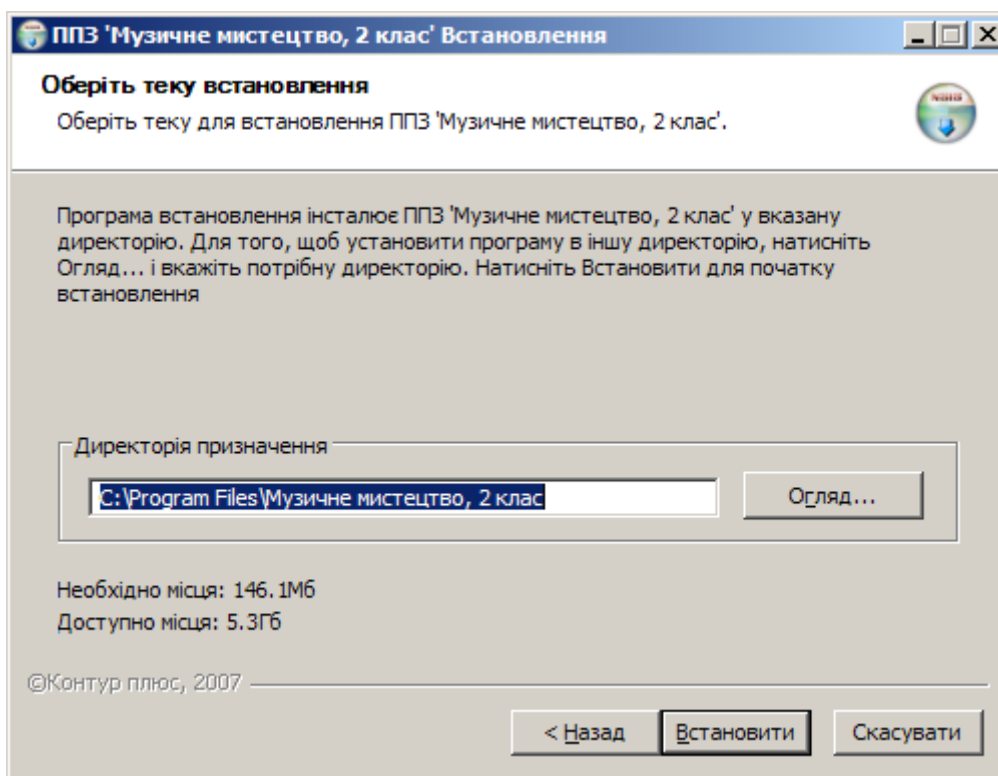 ППЗ 'Музичне мистецтво, 2 клас' Встановлення
Оберіть теку встановлення
Оберіть теку для встановлення ППЗ 'Музичне мистецтво, 2 клас'.
Програма встановлення інсталює ППЗ 'Музичне мистецтво, 2 клас' у вказану
директорію. Для того, щоб установити програму в іншу директорію, натисніть
Огляд... і вкажіть потрібну директорію. Натисніть Встановити для початку
встановлення
Директорія призначення
C:\Program Files\Музичне мистецтво, 2 клас
Огляд...
Необхідно місця: 146.1Мб
Доступно місця: 5.3Гб
©Контур плюс, 2007
< Назад
Встановити
Скасувати